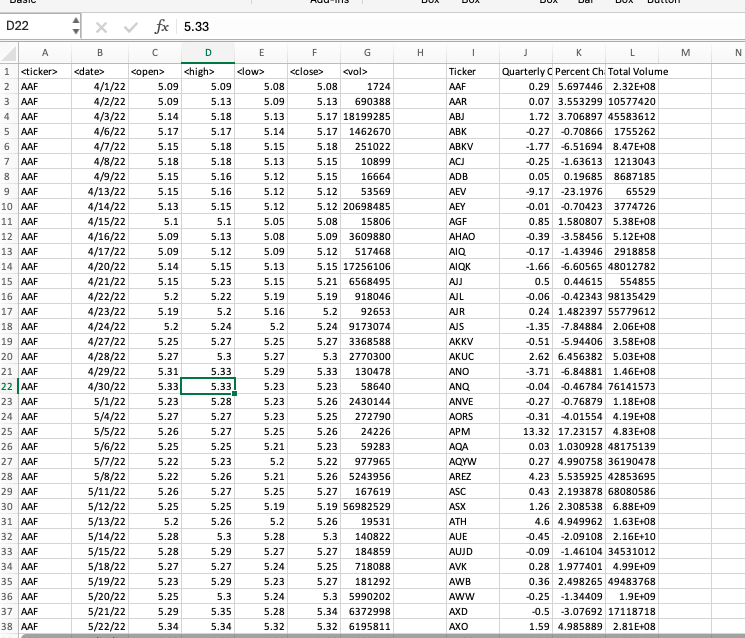 Basic Add-ins Box Box Box Bar Box Button
D22 fx 5.33
A B C D E F G H I J K L M N
1 <ticker> <date> <open> <high> <low> <close> <vol> Ticker Quarterly C Percent Ch Total Volume
2 AAF 4/1/22 5.09 5.09 5.08 5.08 1724 AAF 0.29 5.697446 2.32E+08
3 AAF 4/2/22 5.09 5.13 5.09 5.13 690388 AAR 0.07 3.553299 10577420
4 AAF 4/3/22 5.14 5.18 5.13 5.17 18199285 ABJ 1.72 3.706897 45583612
5 AAF 4/6/22 5.17 5.17 5.14 5.17 1462670 ABK -0.27 -0.70866 1755262
6 AAF 4/7/22 5.15 5.18 5.15 5.18 251022 ABKV -1.77 -6.51694 8.47E+08
7 AAF 4/8/22 5.18 5.18 5.13 5.15 10899 ACJ -0.25 -1.63613 1213043
8 AAF 4/9/22 5.15 5.16 5.12 5.15 16664 ADB 0.05 0.19685 8687185
9 AAF 4/13/22 5.15 5.16 5.12 5.12 53569 AEV -9.17 -23.1976 65529
10 AAF 4/14/22 5.13 5.15 5.12 5.12 20698485 AEY -0.01 -0.70423 3774726
11 AAF 4/15/22 5.1 5.1 5.05 5.08 15806 AGF 0.85 1.580807 5.38E+08
12 AAF 4/16/22 5.09 5.13 5.08 5.09 3609880 AHAO -0.39 -3.58456 5.12E+08
13 AAF 4/17/22 5.09 5.12 5.09 5.12 517468 AIQ -0.17 -1.43946 2918858
14 AAF 4/20/22 5.14 5.15 5.13 5.15 17256106 AIQK -1.66 -6.60565 48012782
15 AAF 4/21/22 5.15 5.23 5.15 5.21 6568495 AJJ 0.5 0.44615 554855
16 AAF 4/22/22 5.2 5.22 5.19 5.19 918046 AJL -0.06 -0.42343 98135429
17 AAF 4/23/22 5.19 5.2 5.16 5.2 92653 AJR 0.24 1.482397 55779612
18 AAF 4/24/22 5.2 5.24 5.2 5.24 9173074 AJS -1.35 -7.84884 2.06E+08
19 AAF 4/27/22 5.25 5.27 5.25 5.27 3368588 AKKV -0.51 -5.94406 3.58E+08
20 AAF 4/28/22 5.27 5.3 5.27 5.3 2770300 AKUC 2.62 6.456382 5.03E+08
21 AAF 4/29/22 5.31 5.33 5.29 5.33 130478 ANO -3.71 -6.84881 1.46E+08
22 AAF 4/30/22 5.33 5.33 5.23 5.23 58640 ANQ -0.04 -0.46784 76141573
23 AAF 5/1/22 5.23 5.28 5.23 5.26 2430144 ANVE -0.27 -0.76879 1.18E+08
24 AAF 5/4/22 5.27 5.27 5.23 5.25 272790 AORS -0.31 -4.01554 4.19E+08
25 AAF 5/5/22 5.26 5.27 5.25 5.26 24226 APM 13.32 17.23157 4.83E+08
26 AAF 5/6/22 5.25 5.25 5.21 5.23 59283 AQA 0.03 1.030928 48175139
27 AAF 5/7/22 5.22 5.23 5.2 5.22 977965 AQYW 0.27 4.990758 36190478
28 AAF 5/8/22 5.22 5.26 5.21 5.26 5243956 AREZ 4.23 5.535925 42853695
29 AAF 5/11/22 5.26 5.27 5.25 5.27 167619 ASC 0.43 2.193878 68080586
30 AAF 5/12/22 5.25 5.25 5.19 5.19 56982529 ASX 1.26 2.308538 6.88E+09
31 AAF 5/13/22 5.2 5.26 5.2 5.26 19531 ATH 4.6 4.949962 1.63E+08
32 AAF 5/14/22 5.28 5.3 5.28 5.3 140822 AUE -0.45 -2.09108 2.16E+10
33 AAF 5/15/22 5.28 5.29 5.27 5.27 184859 AUJD -0.09 -1.46104 34531012
34 AAF 5/18/22 5.27 5.27 5.24 5.25 718088 AVK 0.28 1.977401 4.99E+09
35 AAF 5/19/22 5.23 5.29 5.23 5.27 181292 AWB 0.36 2.498265 49483768
36 AAF 5/20/22 5.25 5.3 5.24 5.3 5990202 AWW -0.25 -1.34409 1.9E+09
37 AAF 5/21/22 5.29 5.35 5.28 5.34 6372998 AXD -0.5 -3.07692 17118718
38 AAF 5/22/22 5.34 5.34 5.32 5.32 6195811 AXO 1.59 4.985889 2.81E+08